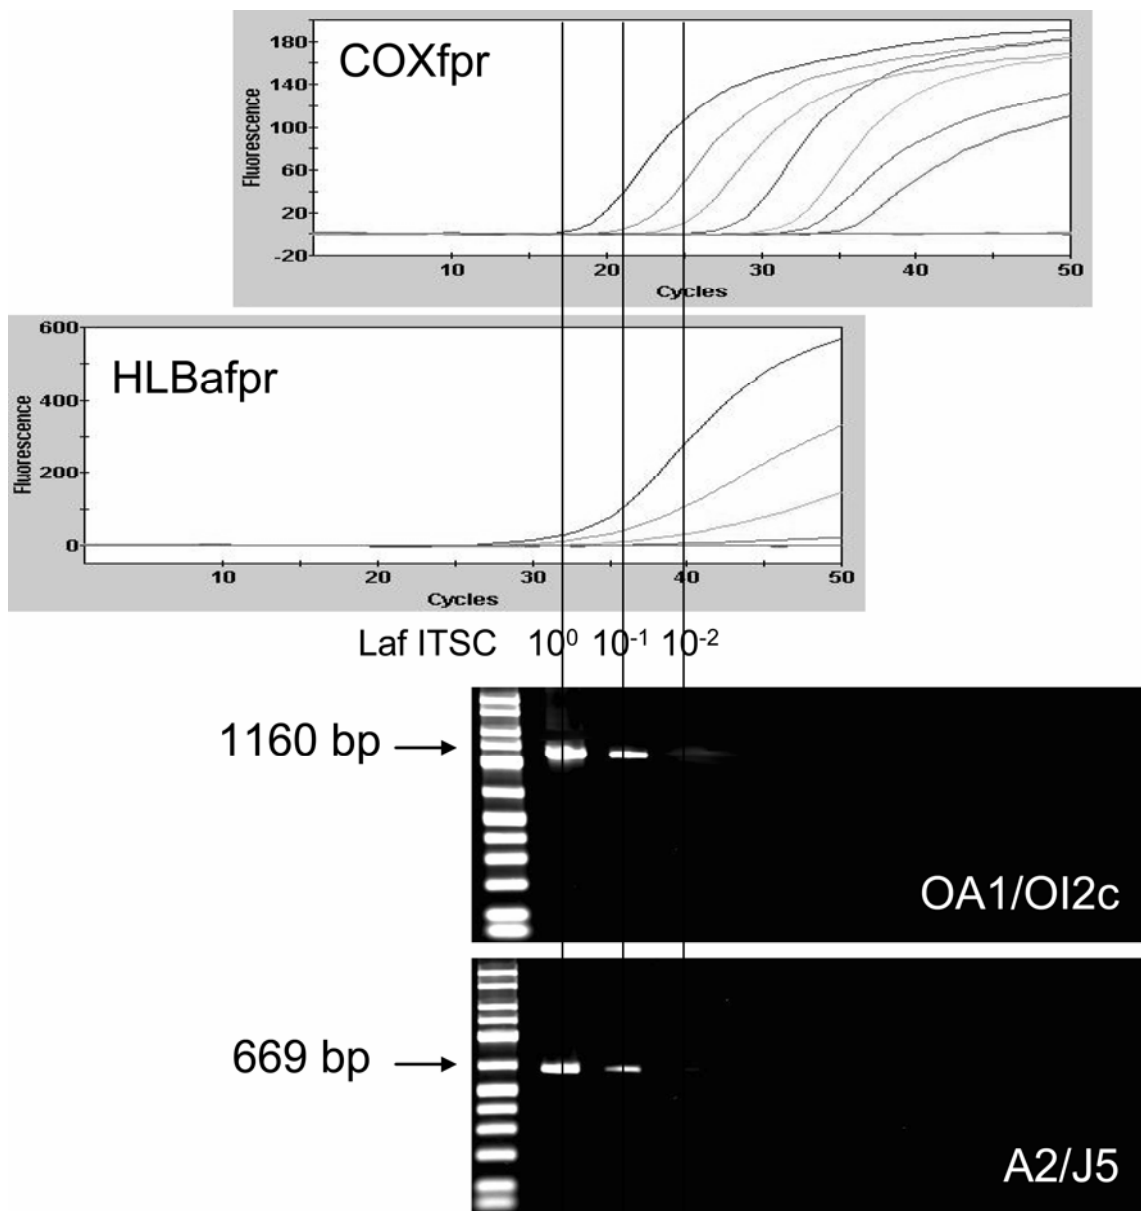 COXfpr
Fluorescence
180
140
100
60
20
-20
10 20 30 40 50
Cycles
HLBafpr
Fluorescence
600
400
200
0
10 20 30 40 50
Cycles
Laf ITSC 10⁰ 10⁻¹ 10⁻²
1160 bp
OA1/OI2c
669 bp
A2/J5